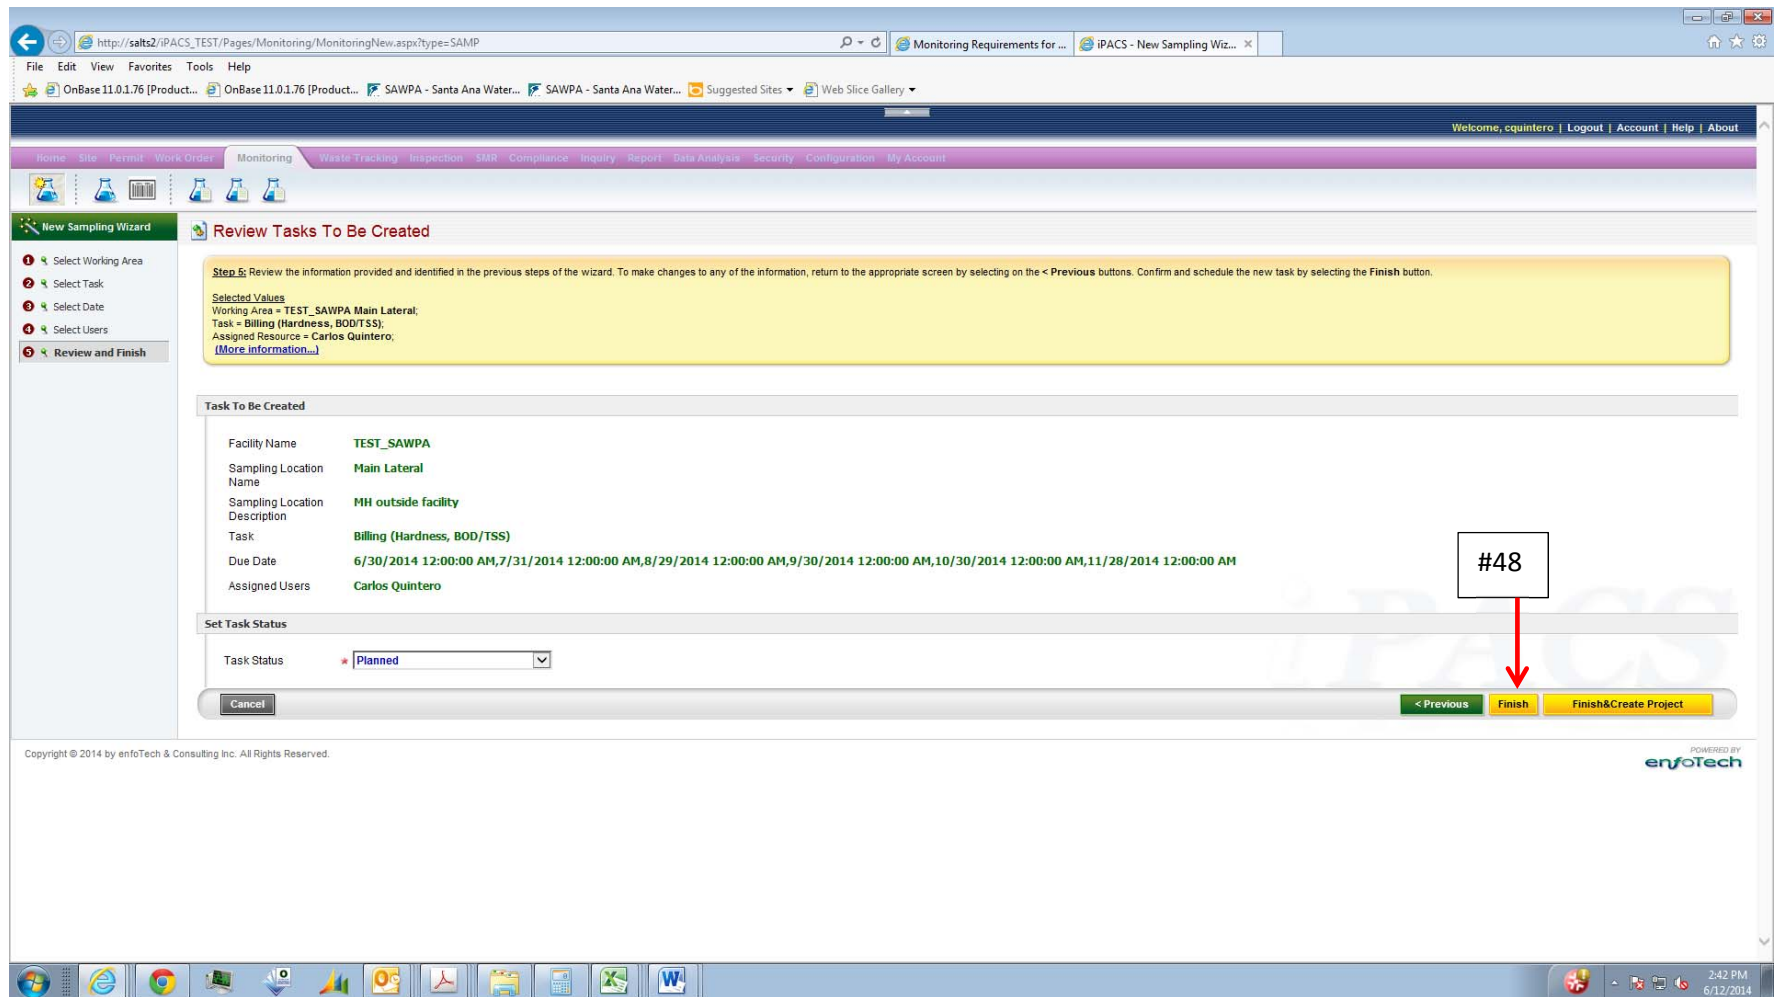 http://salts2/iPACS_TEST/Pages/Monitoring/MonitoringNew.aspx?type=SAMP
Monitoring Requirements for ...
iPACS - New Sampling Wiz...
File Edit View Favorites Tools Help
OnBase 11.0.1.76 [Product... OnBase 11.0.1.76 [Product... SAWPA - Santa Ana Water... SAWPA - Santa Ana Water... Suggested Sites Web Slice Gallery
Welcome, cquintero | Logout | Account | Help | About
Home Site Permit Work Order Monitoring Waste Tracking Inspection SMR Compliance Inquiry Report Data Analysis Security Configuration My Account
New Sampling Wizard
1 Select Working Area
2 Select Task
3 Select Date
4 Select Users
5 Review and Finish
Review Tasks To Be Created
Step 5: Review the information provided and identified in the previous steps of the wizard. To make changes to any of the information, return to the appropriate screen by selecting on the < Previous buttons. Confirm and schedule the new task by selecting the Finish button.
Selected Values
Working Area = TEST_SAWPA Main Lateral;
Task = Billing (Hardness, BOD/TSS);
Assigned Resource = Carlos Quintero;
(More information...)
Task To Be Created
Facility Name TEST_SAWPA
Sampling Location Main Lateral
Name
Sampling Location MH outside facility
Description
Task Billing (Hardness, BOD/TSS)
Due Date 6/30/2014 12:00:00 AM,7/31/2014 12:00:00 AM,8/29/2014 12:00:00 AM,9/30/2014 12:00:00 AM,10/30/2014 12:00:00 AM,11/28/2014 12:00:00 AM
Assigned Users Carlos Quintero
#48
iPACS
Set Task Status
Task Status * Planned
Cancel < Previous Finish Finish&Create Project
Copyright © 2014 by enfoTech & Consulting Inc. All Rights Reserved.
POWERED BY
enfoTech
2:42 PM
6/12/2014